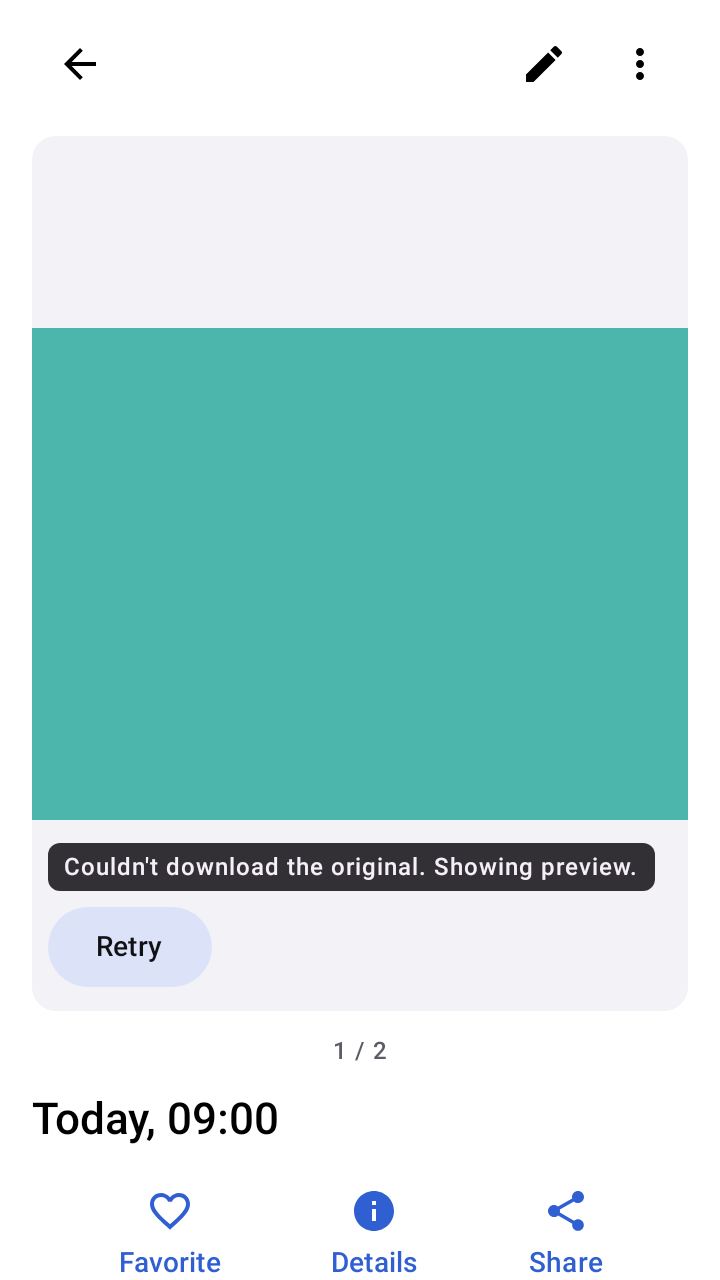 Couldn't download the original. Showing preview.
Retry
1 / 2
Today, 09:00
Favorite
Details
Share